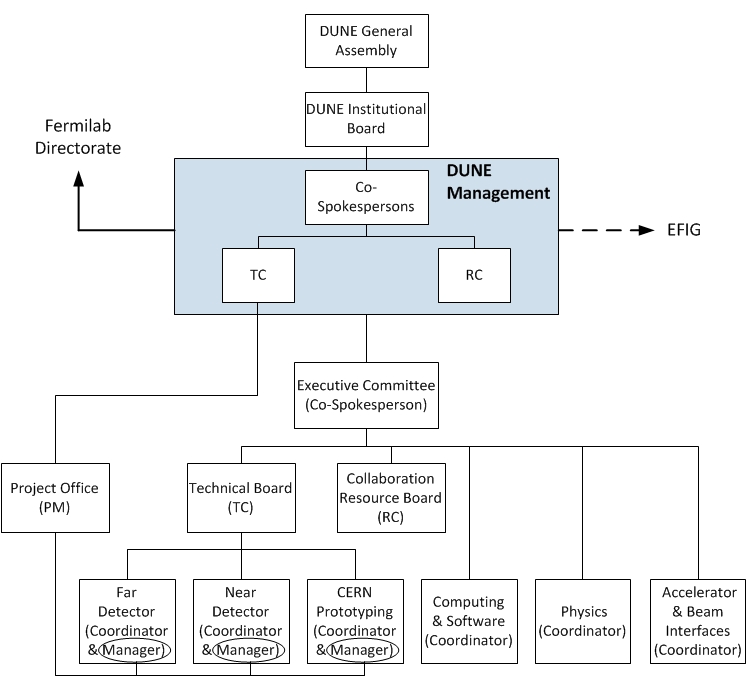 DUNE General
Assembly
DUNE Institutional
Board
Fermilab
Directorate
DUNE
Management
Co-
Spokespersons
EFIG
TC
RC
Executive Committee
(Co-Spokesperson)
Project Office
(PM)
Technical Board
(TC)
Collaboration
Resource Board
(RC)
Far
Detector
(Coordinator
& Manager)
Near
Detector
(Coordinator
& Manager)
CERN
Prototyping
(Coordinator
& Manager)
Computing
& Software
(Coordinator)
Physics
(Coordinator)
Accelerator
& Beam
Interfaces
(Coordinator)